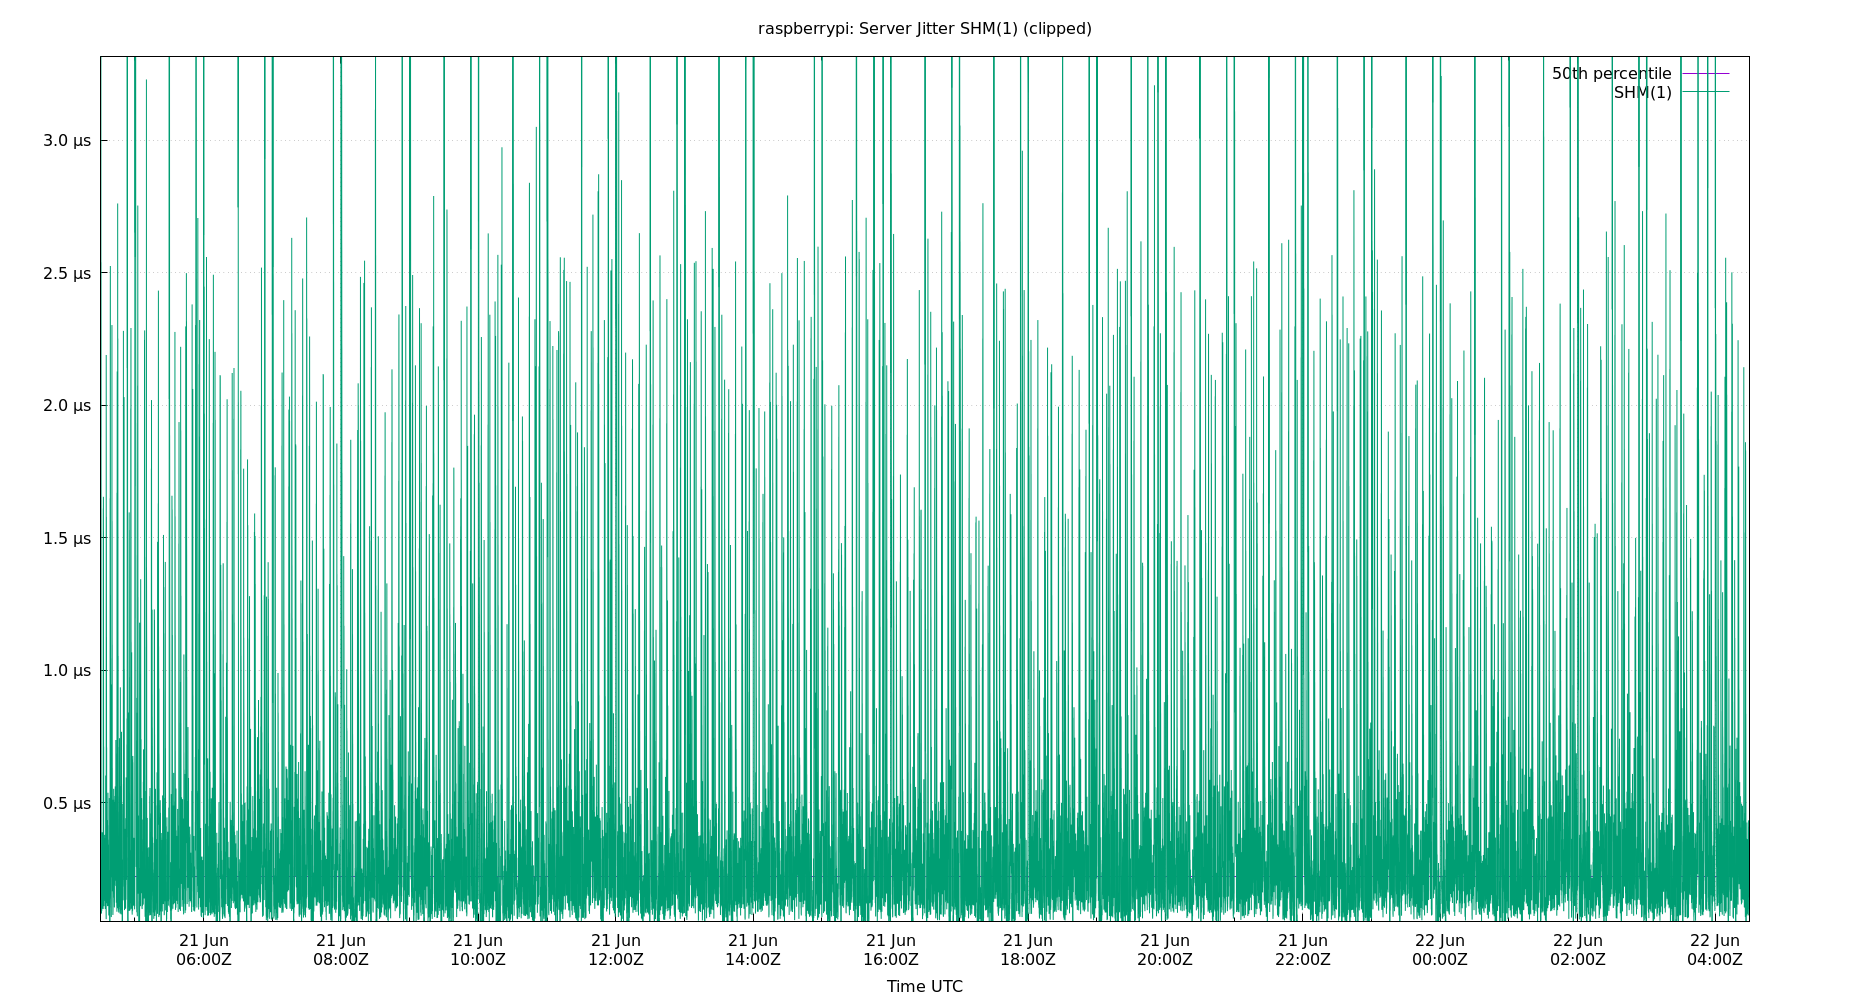 raspberrypi: Server Jitter SHM(1) (clipped)
50th percentile
SHM(1)
3.0 µs
2.5 µs
2.0 µs
1.5 µs
1.0 µs
0.5 µs
21 Jun 21 Jun 21 Jun 21 Jun 21 Jun 21 Jun 21 Jun 21 Jun 21 Jun 22 Jun 22 Jun 22 Jun
06:00Z 08:00Z 10:00Z 12:00Z 14:00Z 16:00Z 18:00Z 20:00Z 22:00Z 00:00Z 02:00Z 04:00Z
Time UTC